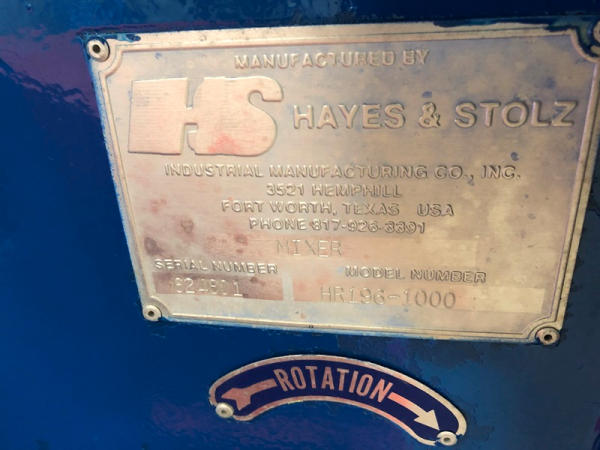 MANUFACTURED BY
HS HAYES & STOLZ
INDUSTRIAL MANUFACTURING CO., INC.
3521 HEMPHILL
FORT WORTH, TEXAS USA
PHONE 817-926-3391
MIXER
SERIAL NUMBER MODEL NUMBER
HR196-1000
ROTATION